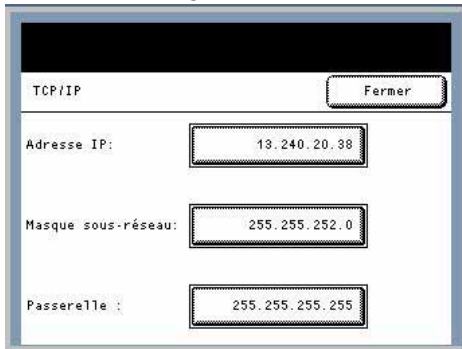 TCP/IP Fermer
Adresse IP: 13.240.20.38
Masque sous-réseau: 255.255.252.0
Passerelle : 255.255.255.255